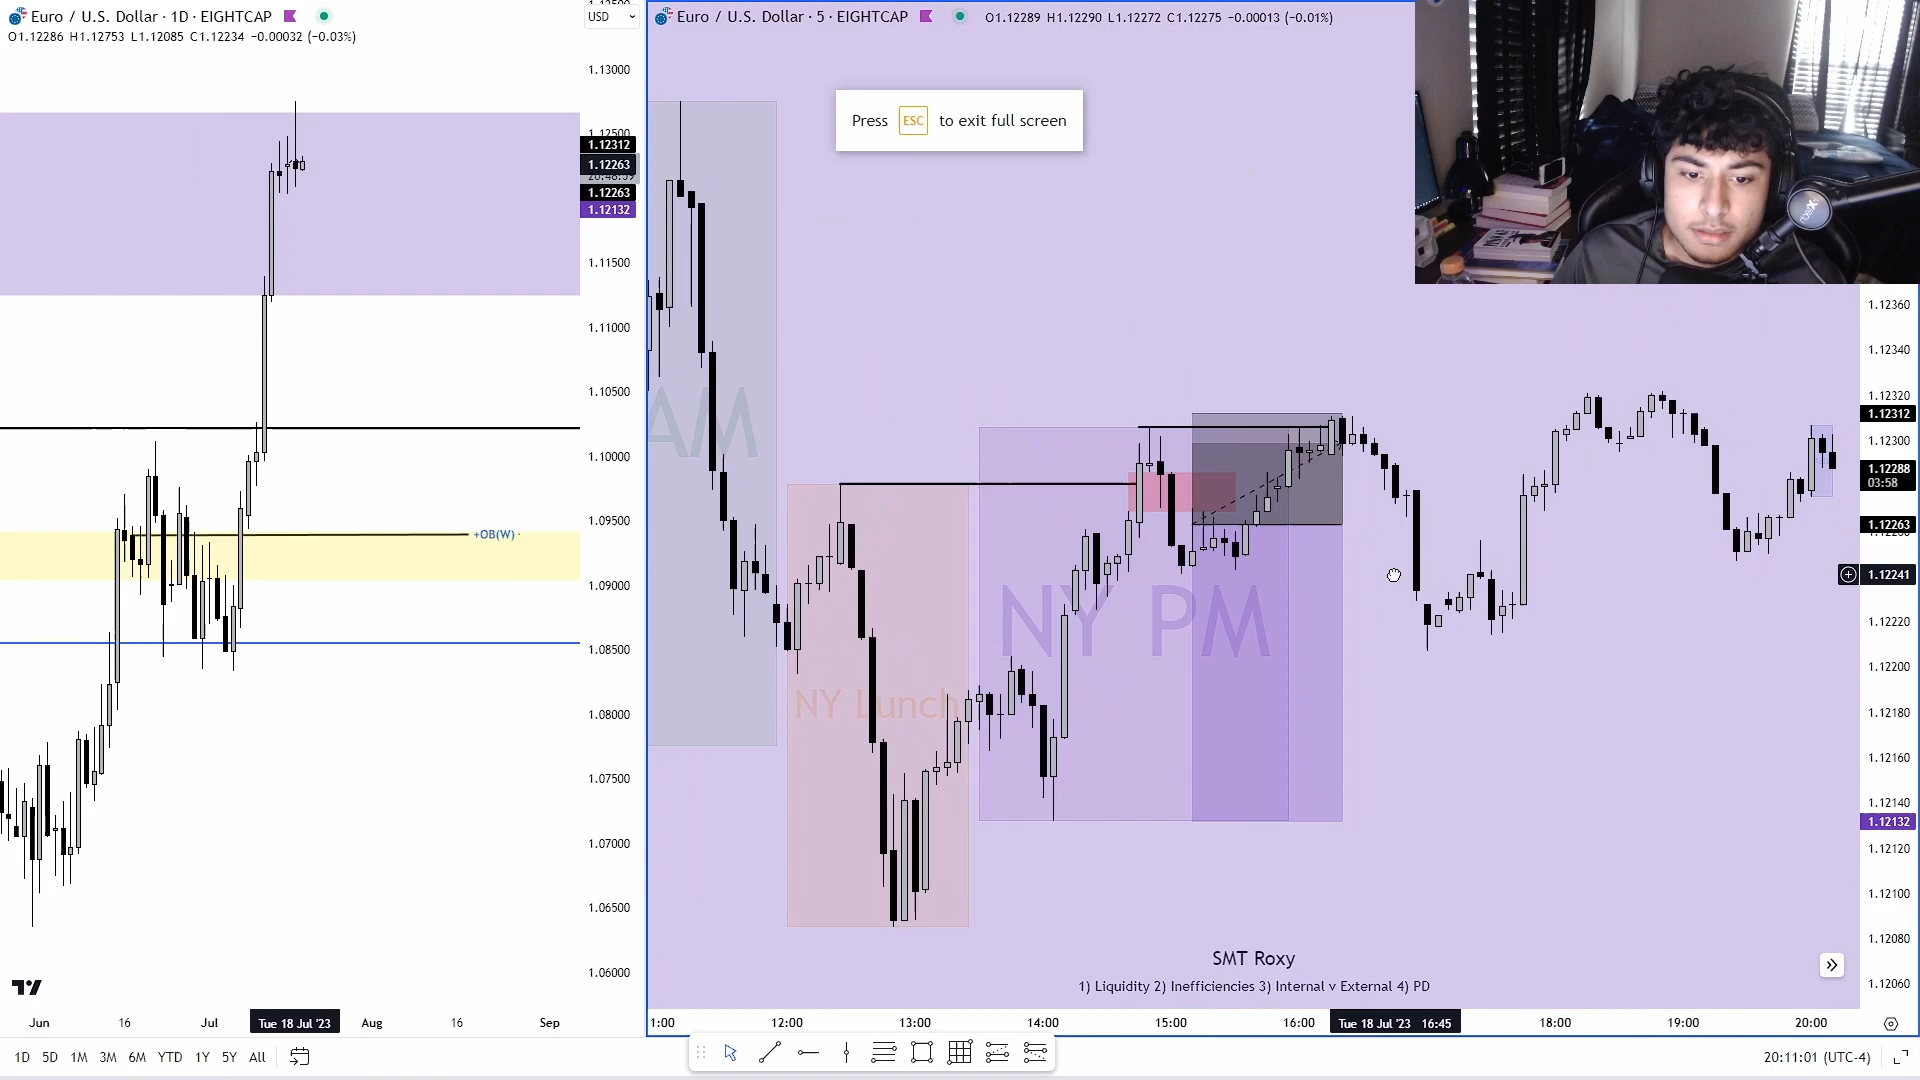 Euro / U.S. Dollar · 1D · EIGHTCAP
O1.12286 H1.12753 L1.12085 C1.12234 −0.00032 (−0.03%)
USD
1.13000
1.12500
1.12312
1.12263
1.12263
1.12132
1.11500
1.11000
1.10500
1.10000
1.09500
1.09000
1.08500
1.08000
1.07500
1.07000
1.06500
1.06000
+OB(W)
Jun
16
Jul
Tue 18 Jul '23
Aug
16
Sep
1D 5D 1M 3M 6M YTD 1Y 5Y All
Euro / U.S. Dollar · 5 · EIGHTCAP
O1.12289 H1.12290 L1.12272 C1.12275 −0.00013 (−0.01%)
Press ESC to exit full screen
AM
NY Lunch
NY PM
SMT Roxy
1) Liquidity 2) Inefficiencies 3) Internal v External 4) PD
1.12360
1.12340
1.12320
1.12312
1.12300
1.12288
03:58
1.12263
1.12241
1.12220
1.12200
1.12180
1.12160
1.12140
1.12132
1.12120
1.12100
1.12080
1.12060
1:00
12:00
13:00
14:00
15:00
16:00
Tue 18 Jul '23 16:45
18:00
19:00
20:00
20:11:01 (UTC-4)